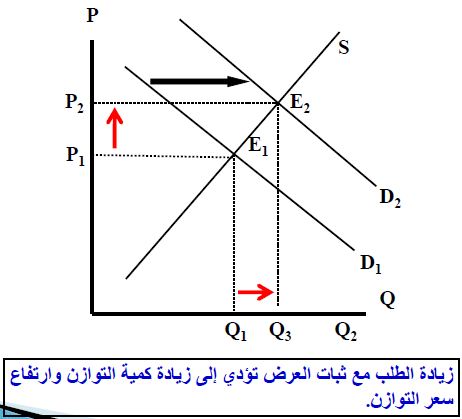 P
S
P₂
E₂
E₁
P₁
D₂
D₁
Q
Q₁ Q₃ Q₂
زيادة الطلب مع ثبات العرض تؤدي إلى زيادة كمية التوازن وارتفاع
سعر التوازن.